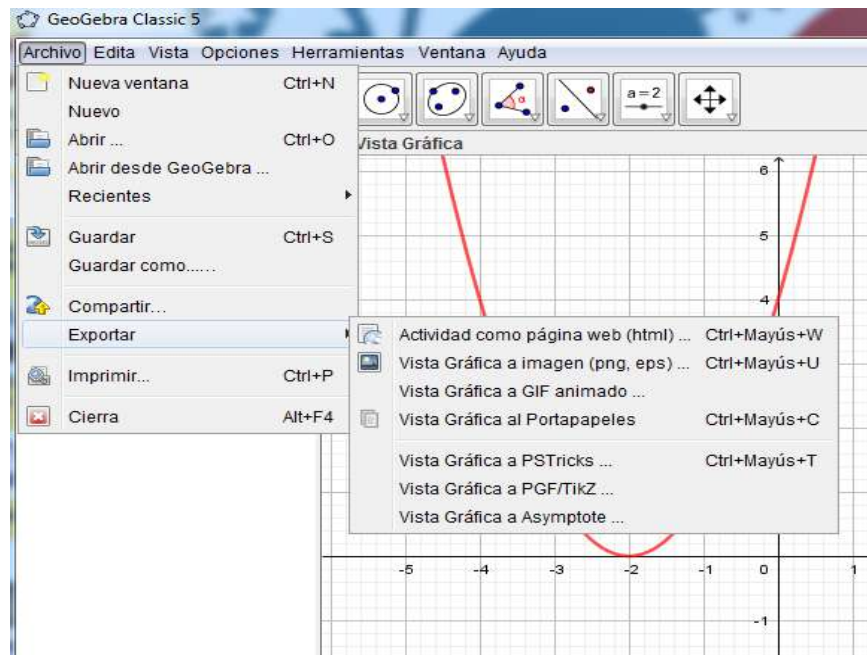 GeoGebra Classic 5
Archivo Edita Vista Opciones Herramientas Ventana Ayuda
Nueva ventana Ctrl+N
Nuevo
Abrir ... Ctrl+O
Abrir desde GeoGebra ...
Recientes
Guardar Ctrl+S
Guardar como......
Compartir...
Exportar
Imprimir... Ctrl+P
Cierra Alt+F4
a=2
Vista Gráfica
6
5
4
Actividad como página web (html) ... Ctrl+Mayús+W
Vista Gráfica a imagen (png, eps) ... Ctrl+Mayús+U
Vista Gráfica a GIF animado ...
Vista Gráfica al Portapapeles Ctrl+Mayús+C
Vista Gráfica a PSTricks ... Ctrl+Mayús+T
Vista Gráfica a PGF/TikZ ...
Vista Gráfica a Asymptote ...
-5 -4 -3 -2 -1 0 1
-1